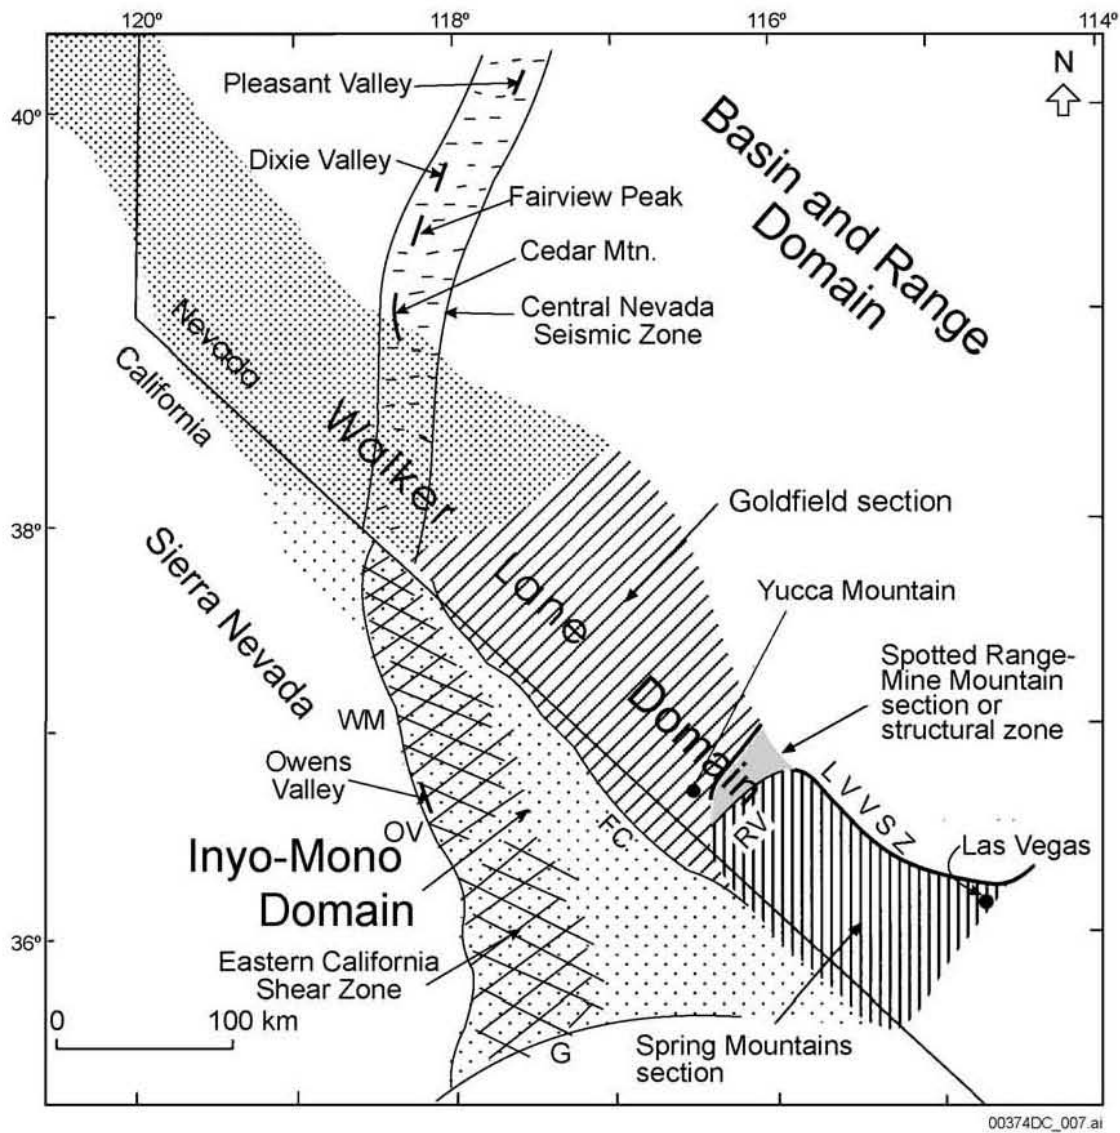 120°
118°
116°
114°
N
Pleasant Valley
40°
Basin and Range
Domain
Dixie Valley
Fairview Peak
Cedar Mtn.
Central Nevada
Seismic Zone
Nevada
California
Walker
Lane
Domain
Goldfield section
38°
Sierra Nevada
Yucca Mountain
Spotted Range-
Mine Mountain
section or
structural zone
WM
Owens
Valley
OV
FC
RV
LVVSZ
Las Vegas
Inyo-Mono
Domain
36°
Eastern California
Shear Zone
0 100 km
G
Spring Mountains
section
00374DC_007.ai